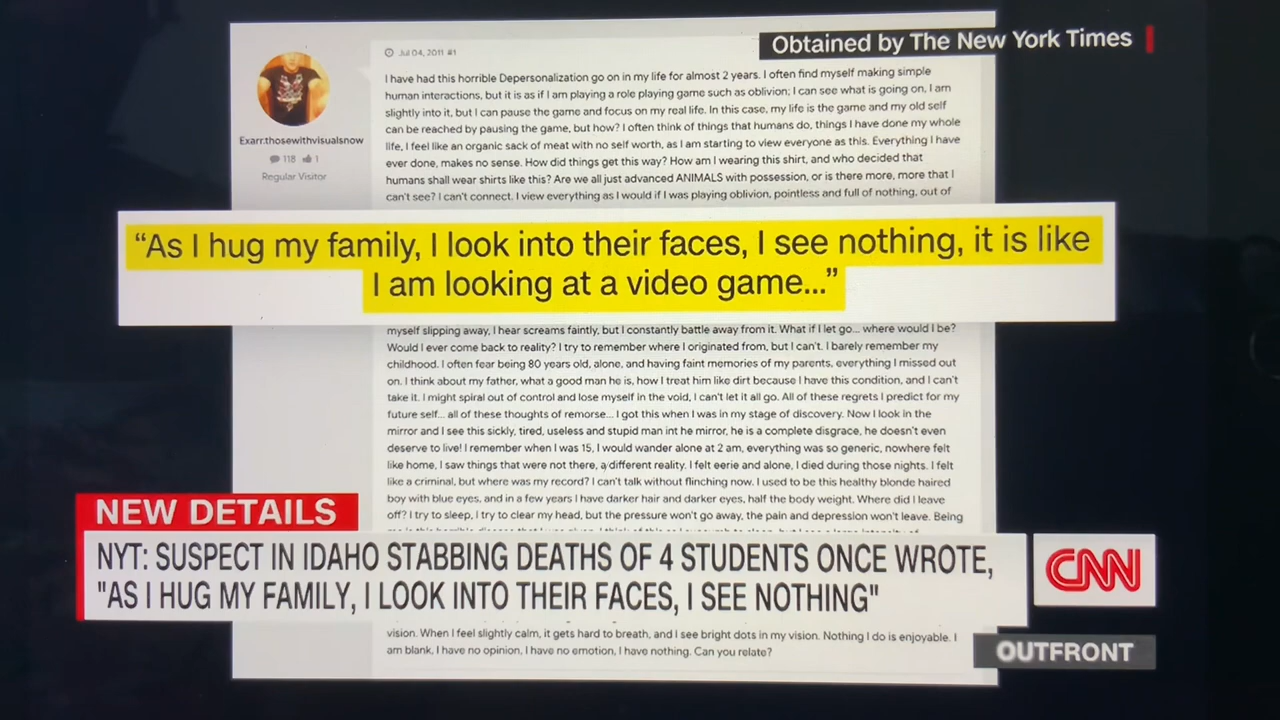 Obtained by The New York Times
Jul 04, 2011 #1
I have had this horrible Depersonalization go on in my life for almost 2 years. I often find myself making simple
human interactions, but it is as if I am playing a role playing game such as oblivion; I can see what is going on, I am
slightly into it, but I can pause the game and focus on my real life. In this case, my life is the game and my old self
can be reached by pausing the game, but how? I often think of things that humans do, things I have done my whole
life, I feel like an organic sack of meat with no self worth, as I am starting to view everyone as this. Everything I have
ever done, makes no sense. How did things get this way? How am I wearing this shirt, and who decided that
humans shall wear shirts like this? Are we all just advanced ANIMALS with possession, or is there more, more that I
can't see? I can't connect. I view everything as I would if I was playing oblivion, pointless and full of nothing, out of
Exarr.thosewithvisualsnow
118 1
Regular Visitor
“As I hug my family, I look into their faces, I see nothing, it is like
I am looking at a video game...”
myself slipping away, I hear screams faintly, but I constantly battle away from it. What if I let go... where would I be?
Would I ever come back to reality? I try to remember where I originated from, but I can't. I barely remember my
childhood. I often fear being 80 years old, alone, and having faint memories of my parents, everything I missed out
on. I think about my father, what a good man he is, how I treat him like dirt because I have this condition, and I can't
take it. I might spiral out of control and lose myself in the void, I can't let it all go. All of these regrets I predict for my
future self... all of these thoughts of remorse... I got this when I was in my stage of discovery. Now I look in the
mirror and I see this sickly, tired, useless and stupid man int he mirror, he is a complete disgrace, he doesn't even
deserve to live! I remember when I was 15, I would wander alone at 2 am, everything was so generic, nowhere felt
like home, I saw things that were not there, a different reality. I felt eerie and alone, I died during those nights. I felt
like a criminal, but where was my record? I can't talk without flinching now. I used to be this healthy blonde haired
boy with blue eyes, and in a few years I have darker hair and darker eyes, half the body weight. Where did I leave
off? I try to sleep, I try to clear my head, but the pressure won't go away, the pain and depression won't leave. Being
NEW DETAILS
NYT: SUSPECT IN IDAHO STABBING DEATHS OF 4 STUDENTS ONCE WROTE,
"AS I HUG MY FAMILY, I LOOK INTO THEIR FACES, I SEE NOTHING"
CNN
vision. When I feel slightly calm, it gets hard to breath, and I see bright dots in my vision. Nothing I do is enjoyable. I
am blank, I have no opinion, I have no emotion, I have nothing. Can you relate?
OUTFRONT